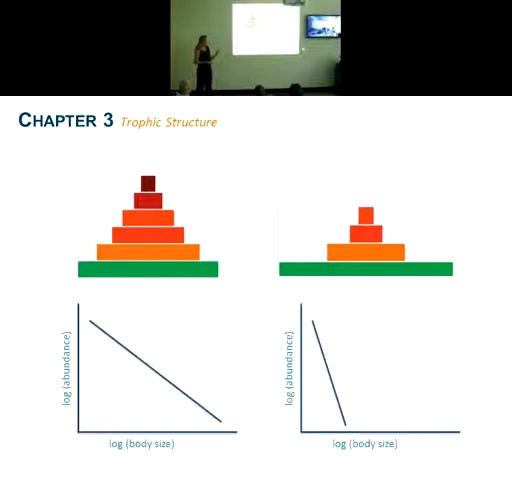 CHAPTER 3 Trophic Structure
log (abundance)
log (body size)
log (abundance)
log (body size)